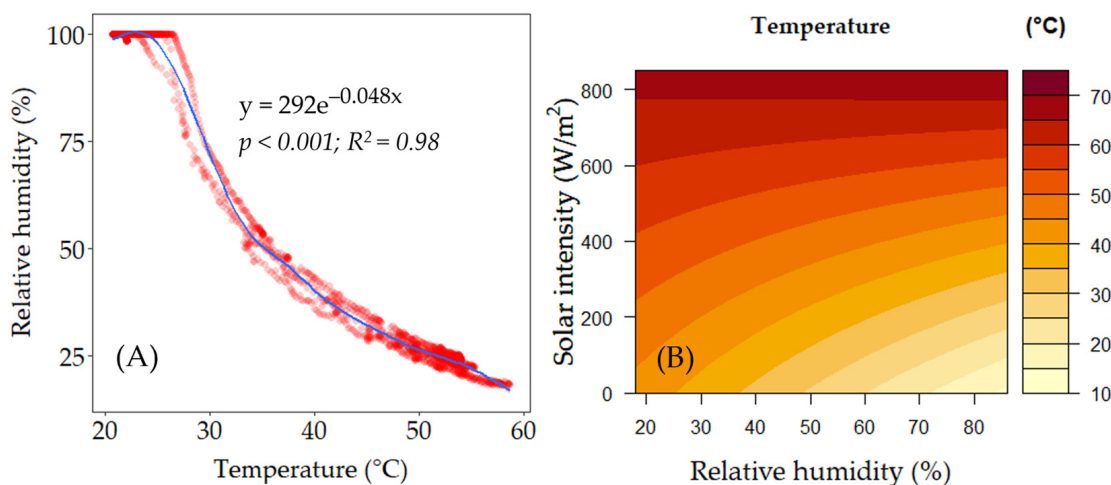 100
75
50
25
20
30
40
50
60
Relative humidity (%)
Temperature (°C)
y = 292e⁻⁰·⁰⁴⁸ˣ
p < 0.001; R² = 0.98
(A)
Temperature
(°C)
800
600
400
200
0
20
30
40
50
60
70
80
Solar intensity (W/m²)
Relative humidity (%)
(B)
70
60
50
40
30
20
10